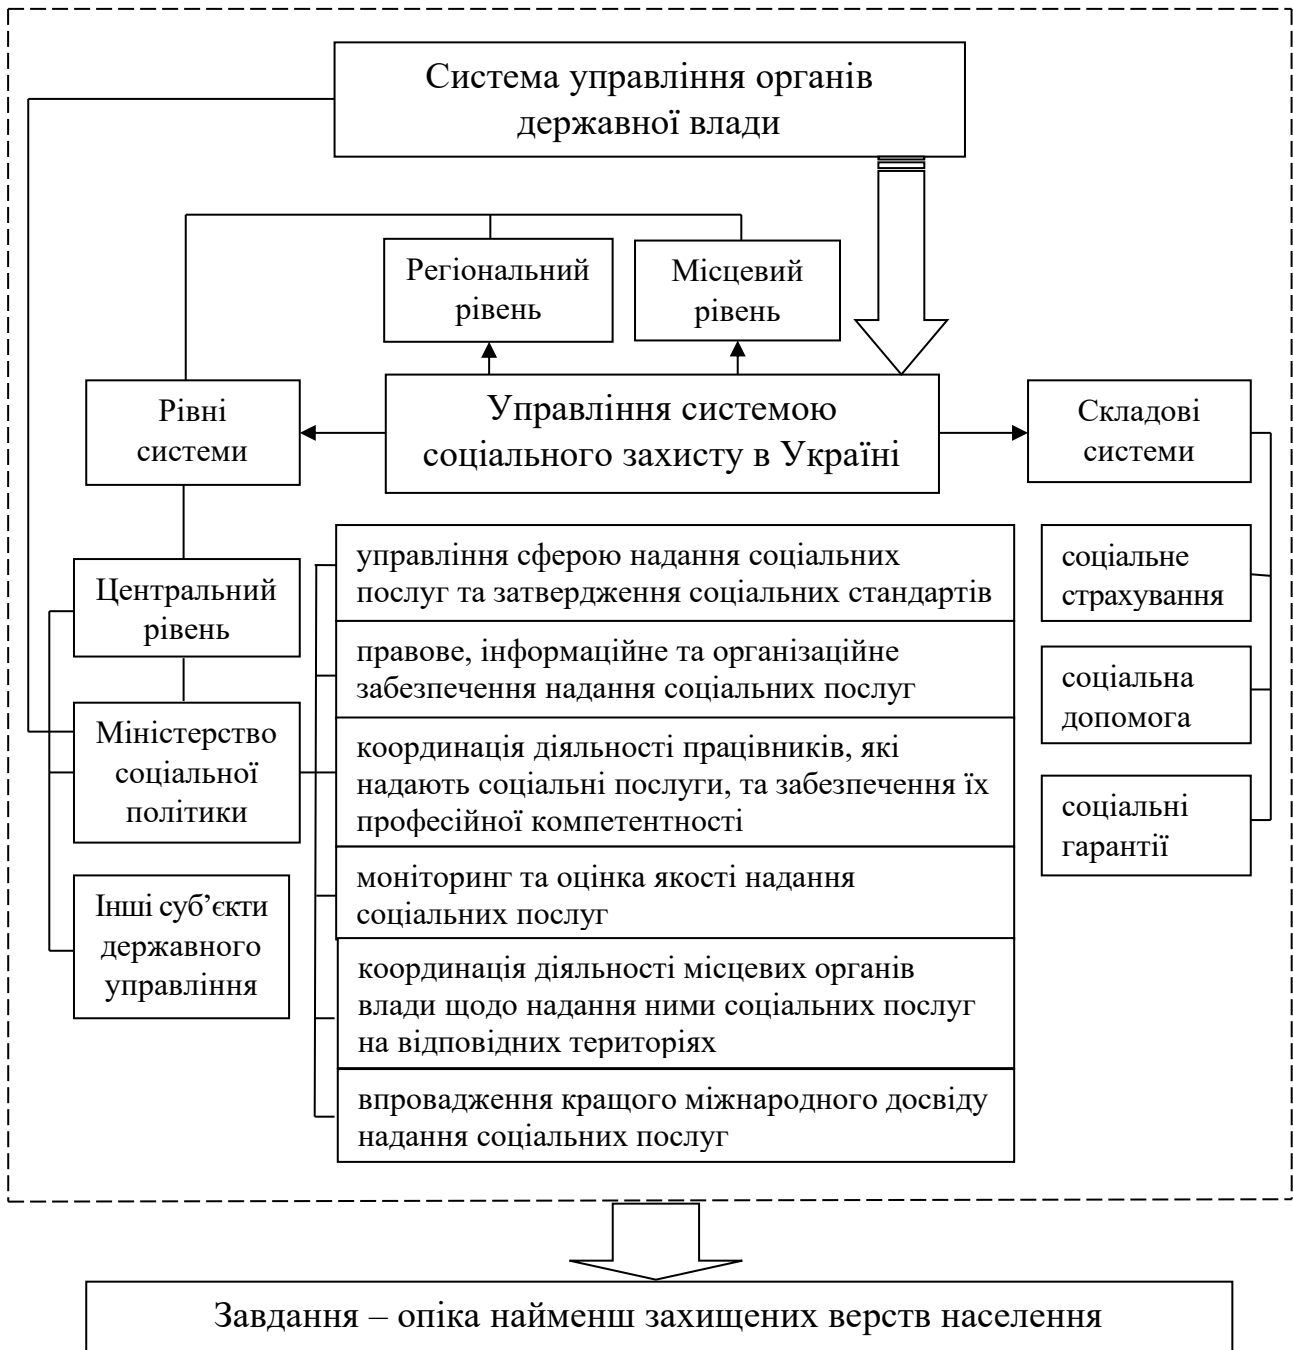 Система управління органів
державної влади
Регіональний
рівень
Місцевий
рівень
Рівні
системи
Управління системою
соціального захисту в Україні
Складові
системи
Центральний
рівень
Міністерство
соціальної
політики
Інші суб’єкти
державного
управління
управління сферою надання соціальних
послуг та затвердження соціальних стандартів
правове, інформаційне та організаційне
забезпечення надання соціальних послуг
координація діяльності працівників, які
надають соціальні послуги, та забезпечення їх
професійної компетентності
моніторинг та оцінка якості надання
соціальних послуг
координація діяльності місцевих органів
влади щодо надання ними соціальних послуг
на відповідних територіях
впровадження кращого міжнародного досвіду
надання соціальних послуг
соціальне
страхування
соціальна
допомога
соціальні
гарантії
Завдання – опіка найменш захищених верств населення